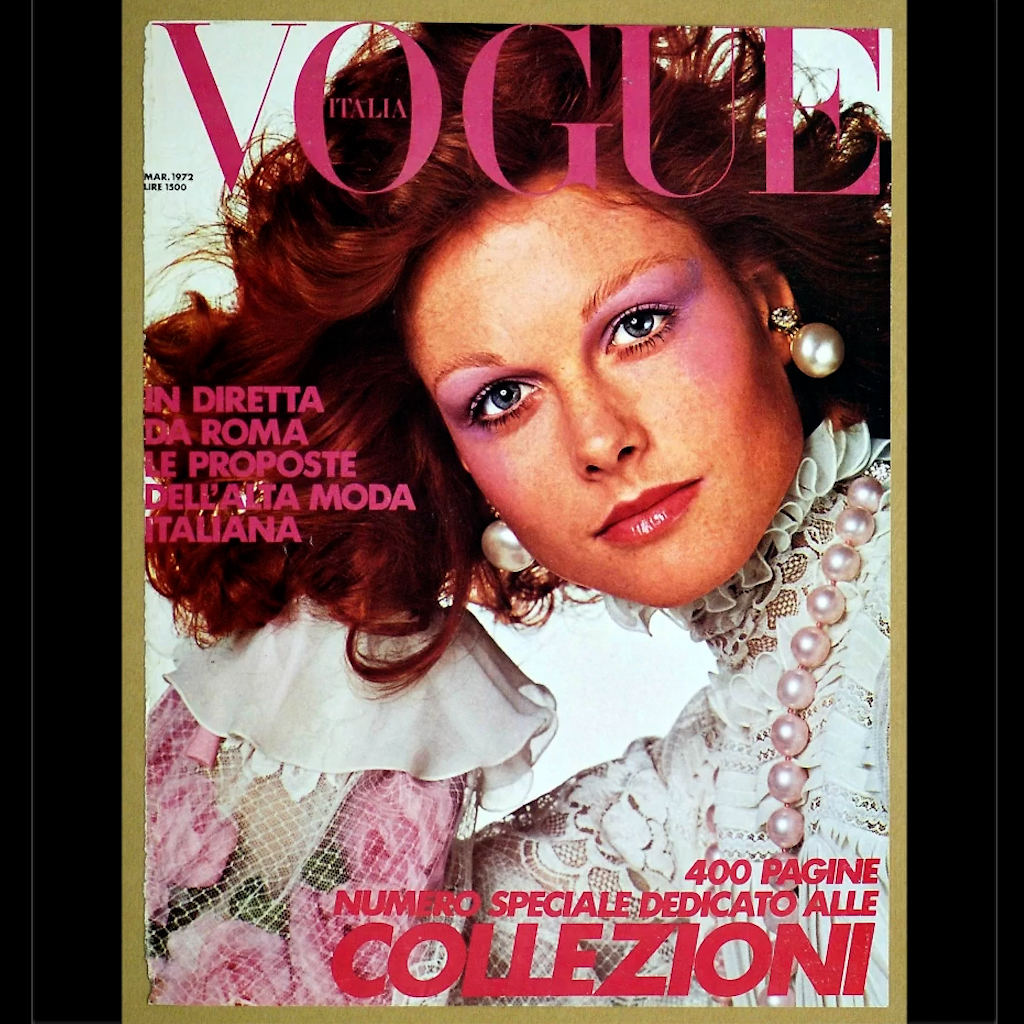 VOGUE
ITALIA
MAR. 1972
LIRE 1500
IN DIRETTA
DA ROMA
LE PROPOSTE
DELL'ALTA MODA
ITALIANA
400 PAGINE
NUMERO SPECIALE DEDICATO ALLE
COLLEZIONI